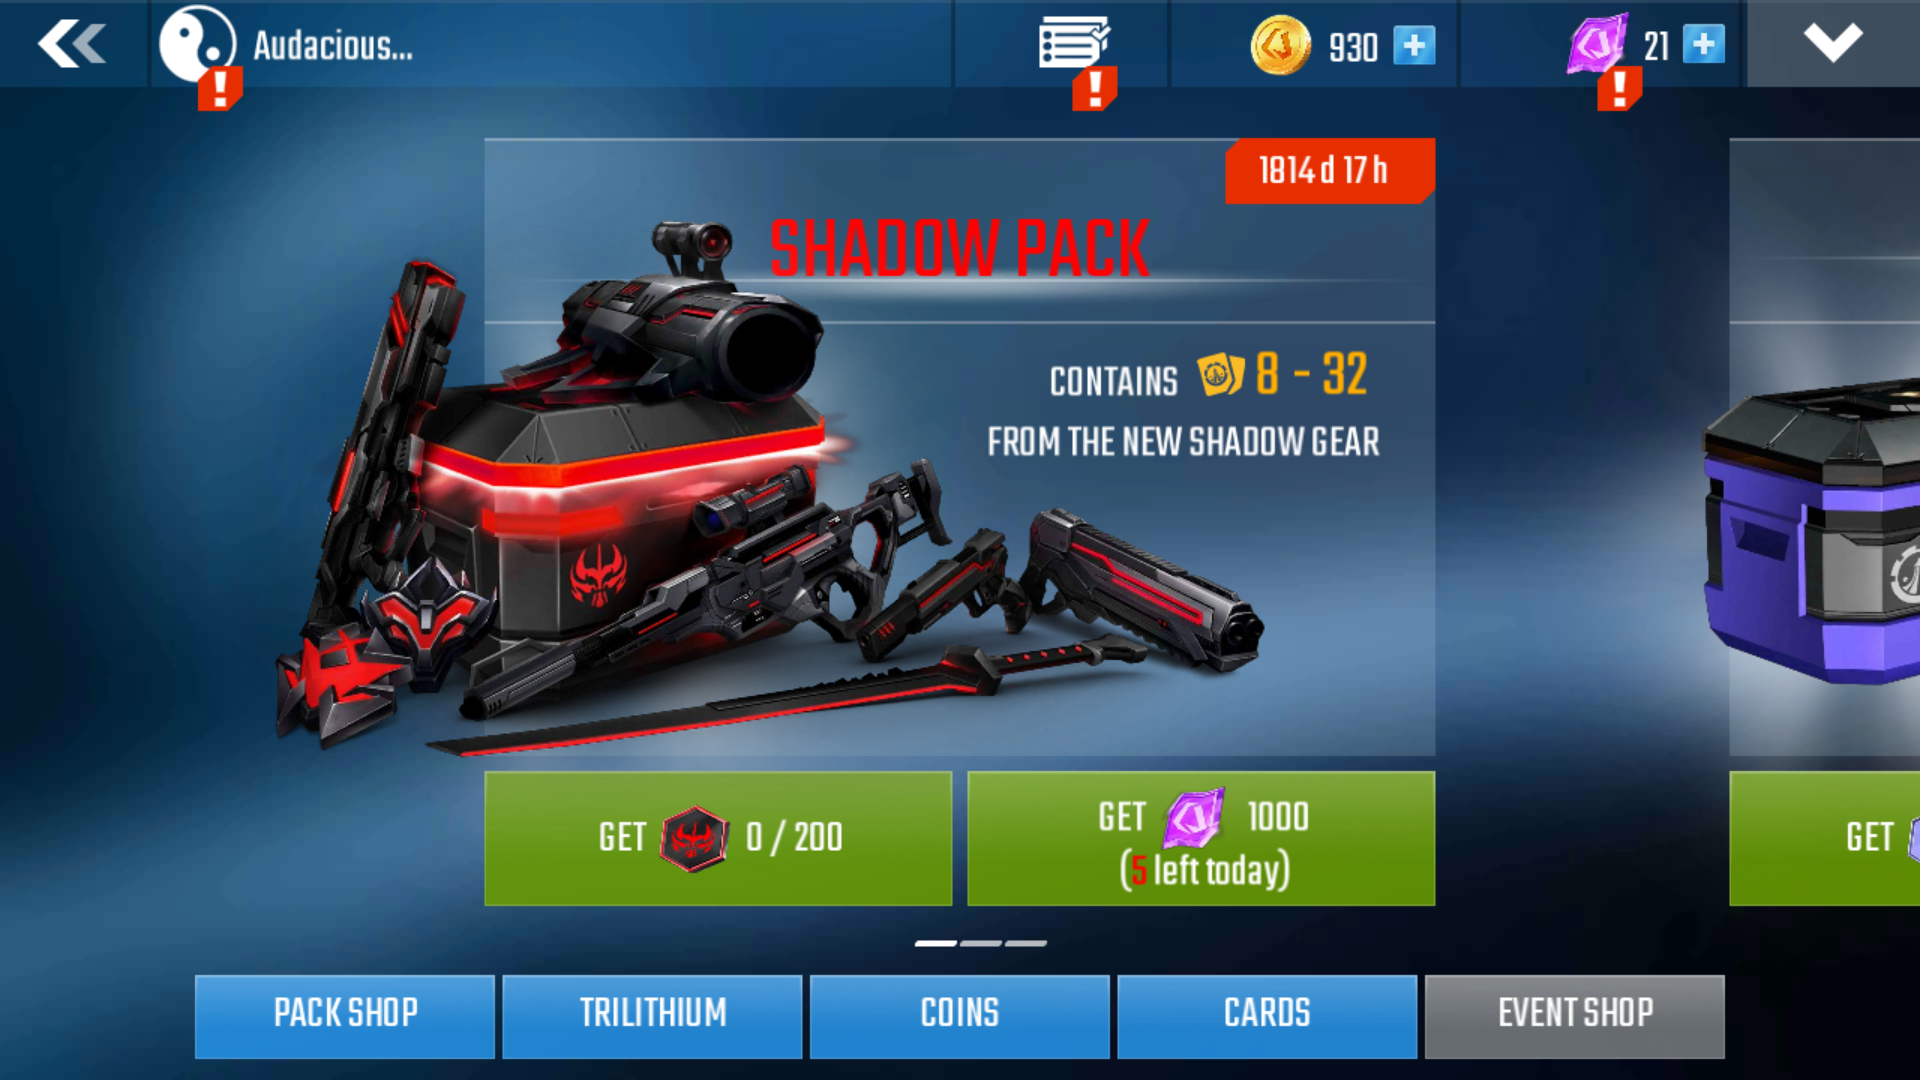 Audacious...
930
21
1814 d 17 h
SHADOW PACK
CONTAINS 8 - 32
FROM THE NEW SHADOW GEAR
GET 0 / 200
GET 1000
(5 left today)
GET
PACK SHOP
TRILITHIUM
COINS
CARDS
EVENT SHOP